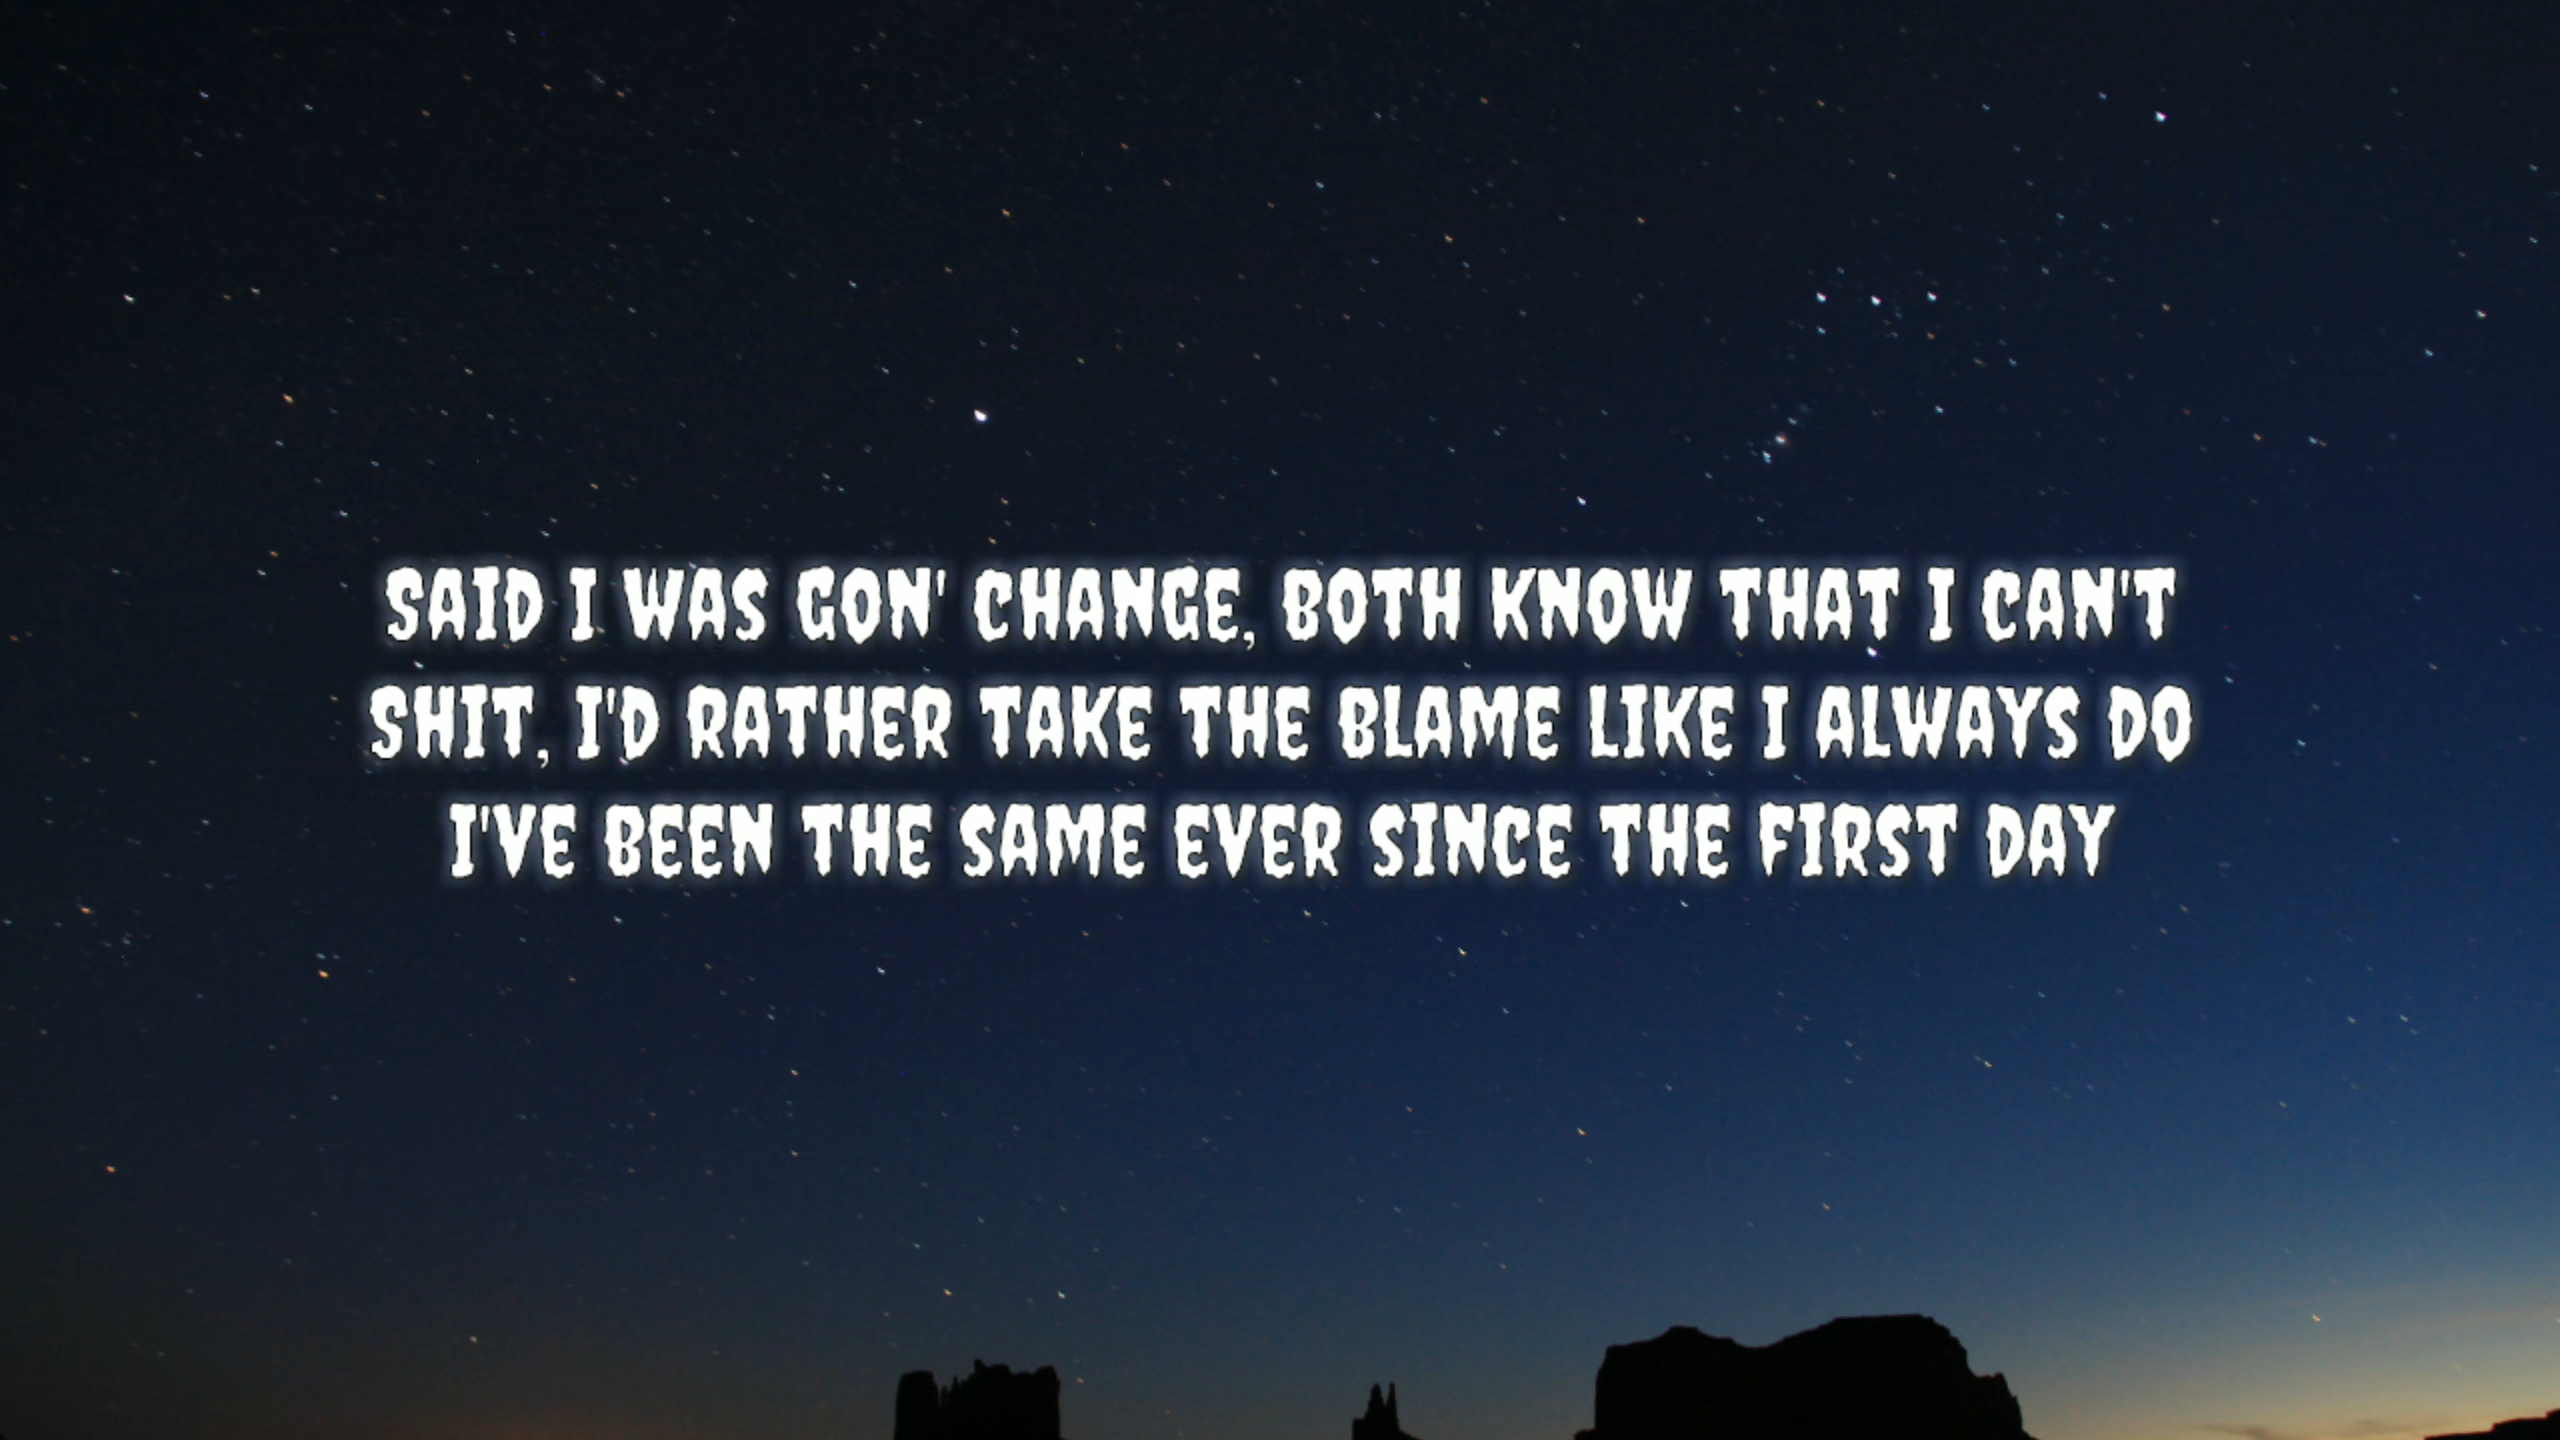 SAID I WAS GON' CHANGE, BOTH KNOW THAT I CAN'T
SHIT, I'D RATHER TAKE THE BLAME LIKE I ALWAYS DO
I'VE BEEN THE SAME EVER SINCE THE FIRST DAY